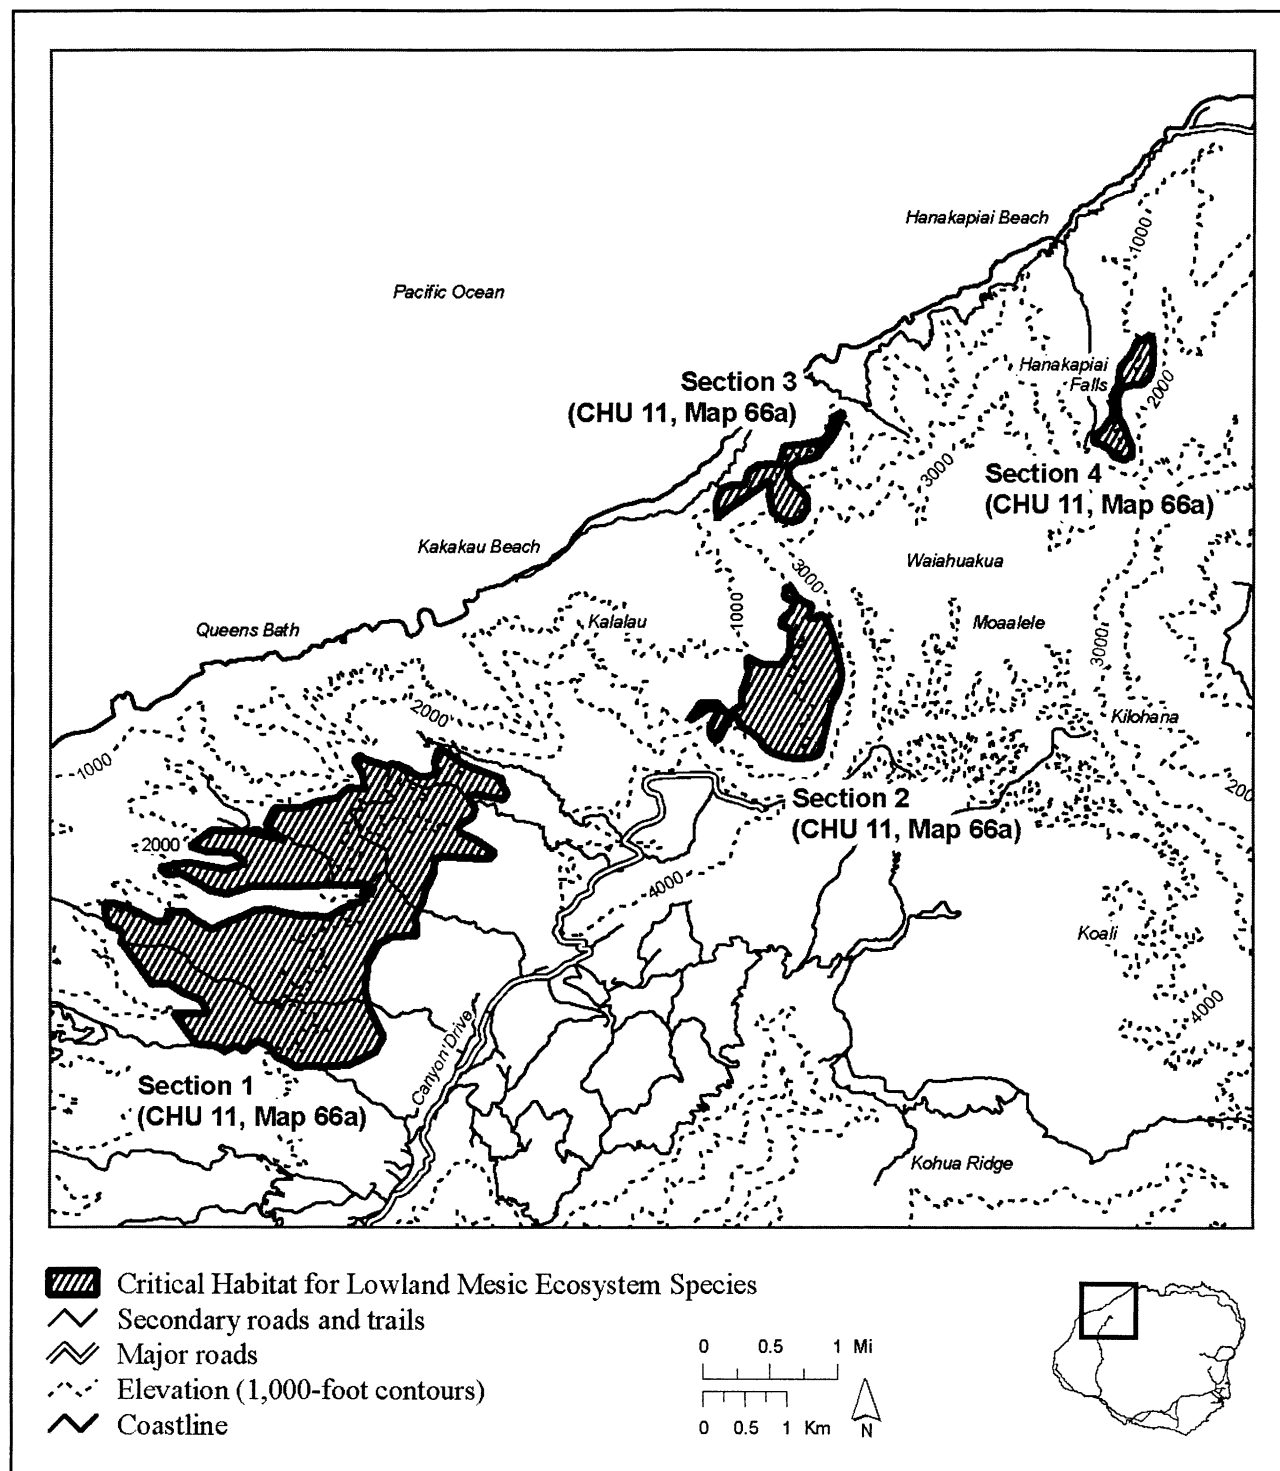 Hanakapiai Beach
1000
Pacific Ocean
Hanakapiai
Falls
2000
Section 3
(CHU 11, Map 66a)
3000
Section 4
(CHU 11, Map 66a)
Kakakau Beach
Waiahuakua
3000
1000
Kalalau
Moaalele
Queens Bath
3000
2000
Kilohana
1000
200
Section 2
(CHU 11, Map 66a)
2000
4000
Koali
4000
Canyon Drive
Section 1
(CHU 11, Map 66a)
Kohua Ridge
Critical Habitat for Lowland Mesic Ecosystem Species
Secondary roads and trails
Major roads
Elevation (1,000-foot contours)
Coastline
0 0.5 1 Mi
0 0.5 1 Km
N